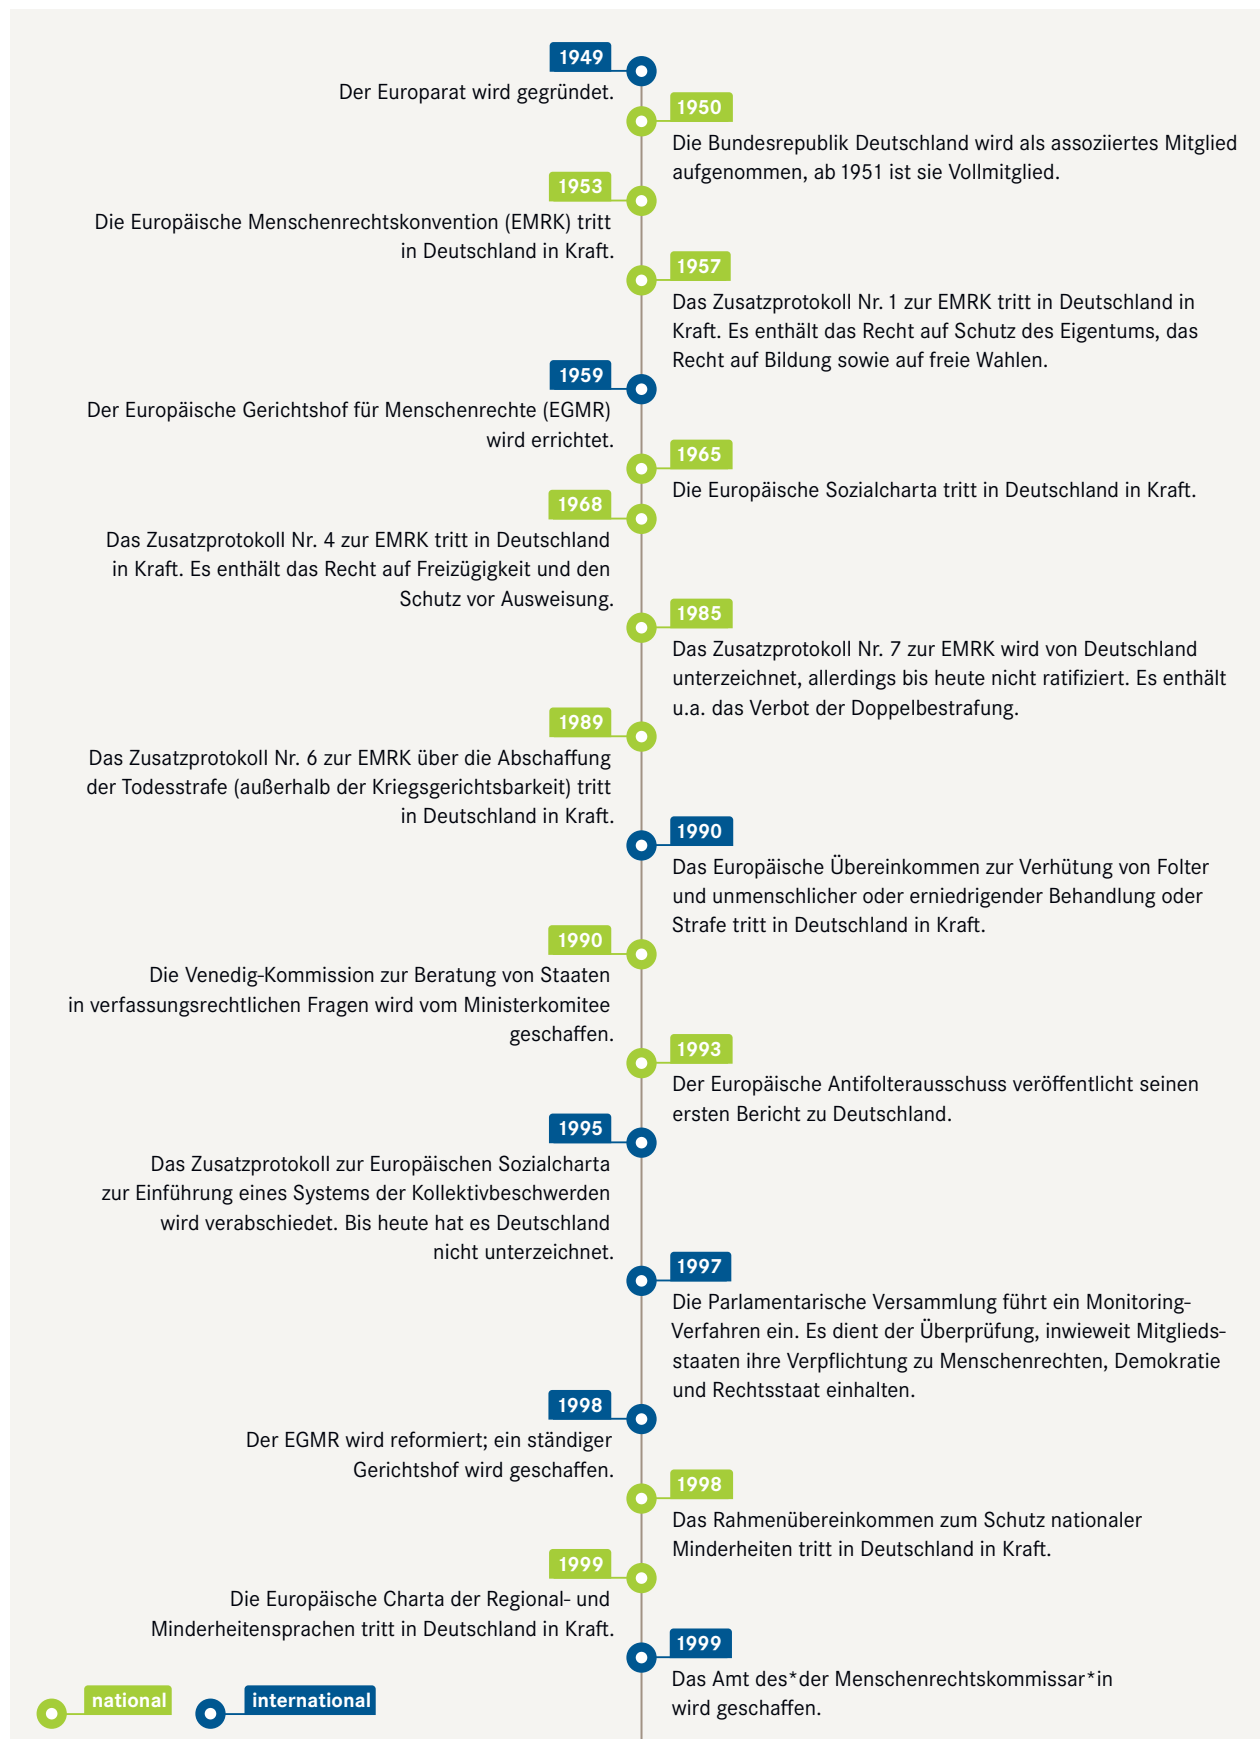 1949
Der Europarat wird gegründet.
1950
Die Bundesrepublik Deutschland wird als assoziiertes Mitglied
aufgenommen, ab 1951 ist sie Vollmitglied.
1953
Die Europäische Menschenrechtskonvention (EMRK) tritt
in Deutschland in Kraft.
1957
Das Zusatzprotokoll Nr. 1 zur EMRK tritt in Deutschland in
Kraft. Es enthält das Recht auf Schutz des Eigentums, das
Recht auf Bildung sowie auf freie Wahlen.
1959
Der Europäische Gerichtshof für Menschenrechte (EGMR)
wird errichtet.
1965
Die Europäische Sozialcharta tritt in Deutschland in Kraft.
1968
Das Zusatzprotokoll Nr. 4 zur EMRK tritt in Deutschland
in Kraft. Es enthält das Recht auf Freizügigkeit und den
Schutz vor Ausweisung.
1985
Das Zusatzprotokoll Nr. 7 zur EMRK wird von Deutschland
unterzeichnet, allerdings bis heute nicht ratifiziert. Es enthält
u.a. das Verbot der Doppelbestrafung.
1989
Das Zusatzprotokoll Nr. 6 zur EMRK über die Abschaffung
der Todesstrafe (außerhalb der Kriegsgerichtsbarkeit) tritt
in Deutschland in Kraft.
1990
Das Europäische Übereinkommen zur Verhütung von Folter
und unmenschlicher oder erniedrigender Behandlung oder
Strafe tritt in Deutschland in Kraft.
1990
Die Venedig-Kommission zur Beratung von Staaten
in verfassungsrechtlichen Fragen wird vom Ministerkomitee
geschaffen.
1993
Der Europäische Antifolterausschuss veröffentlicht seinen
ersten Bericht zu Deutschland.
1995
Das Zusatzprotokoll zur Europäischen Sozialcharta
zur Einführung eines Systems der Kollektivbeschwerden
wird verabschiedet. Bis heute hat es Deutschland
nicht unterzeichnet.
1997
Die Parlamentarische Versammlung führt ein Monitoring-
Verfahren ein. Es dient der Überprüfung, inwieweit Mitglieds-
staaten ihre Verpflichtung zu Menschenrechten, Demokratie
und Rechtsstaat einhalten.
1998
Der EGMR wird reformiert; ein ständiger
Gerichtshof wird geschaffen.
1998
Das Rahmenübereinkommen zum Schutz nationaler
Minderheiten tritt in Deutschland in Kraft.
1999
Die Europäische Charta der Regional- und
Minderheitensprachen tritt in Deutschland in Kraft.
1999
Das Amt des*der Menschenrechtskommissar*in
wird geschaffen.
national
international